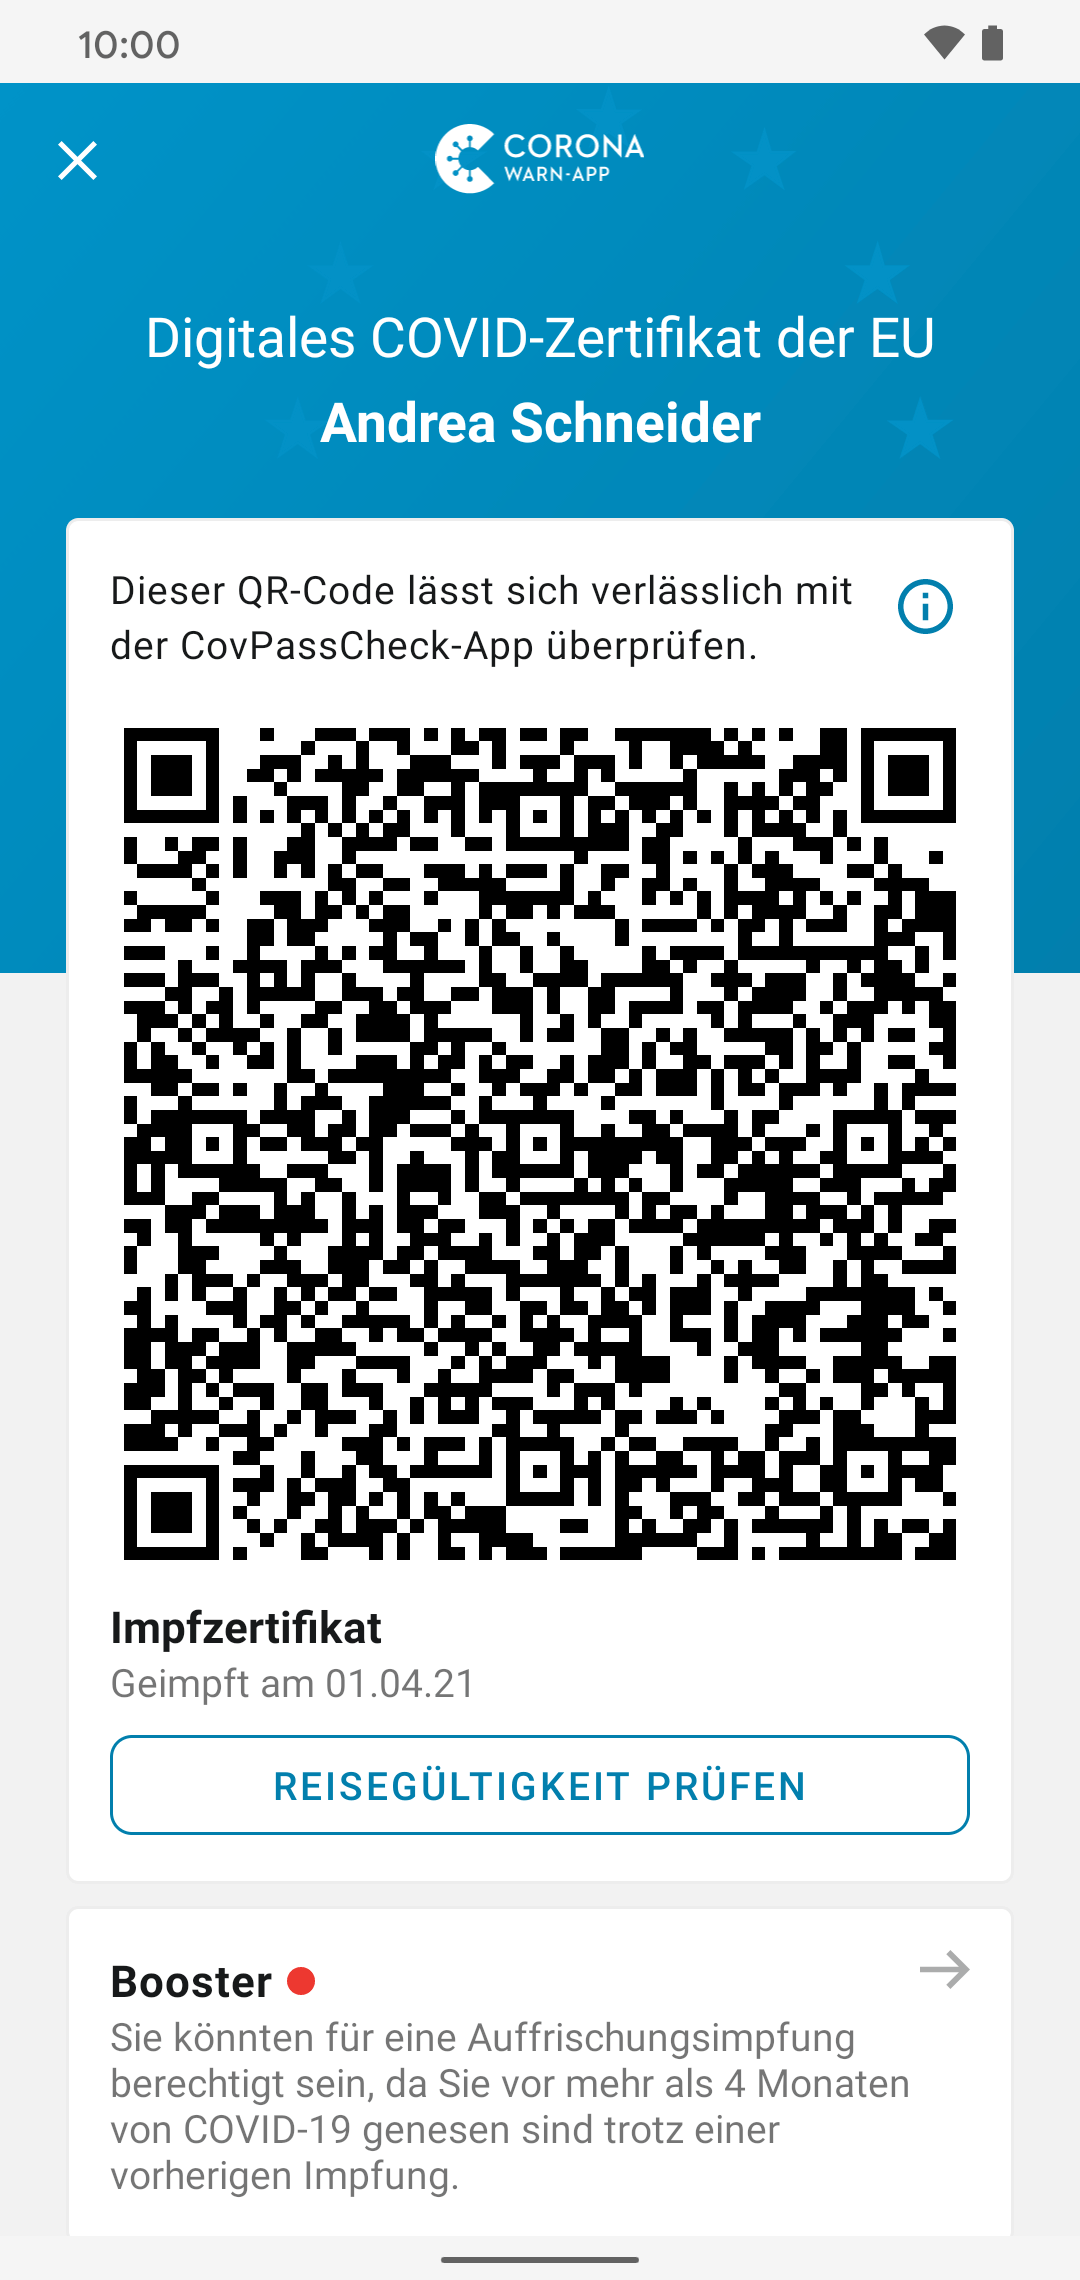 10:00
CORONA
WARN-APP
Digitales COVID-Zertifikat der EU
Andrea Schneider
Dieser QR-Code lässt sich verlässlich mit
der CovPassCheck-App überprüfen.
Impfzertifikat
Geimpft am 01.04.21
REISEGÜLTIGKEIT PRÜFEN
Booster
Sie könnten für eine Auffrischungsimpfung
berechtigt sein, da Sie vor mehr als 4 Monaten
von COVID-19 genesen sind trotz einer
vorherigen Impfung.